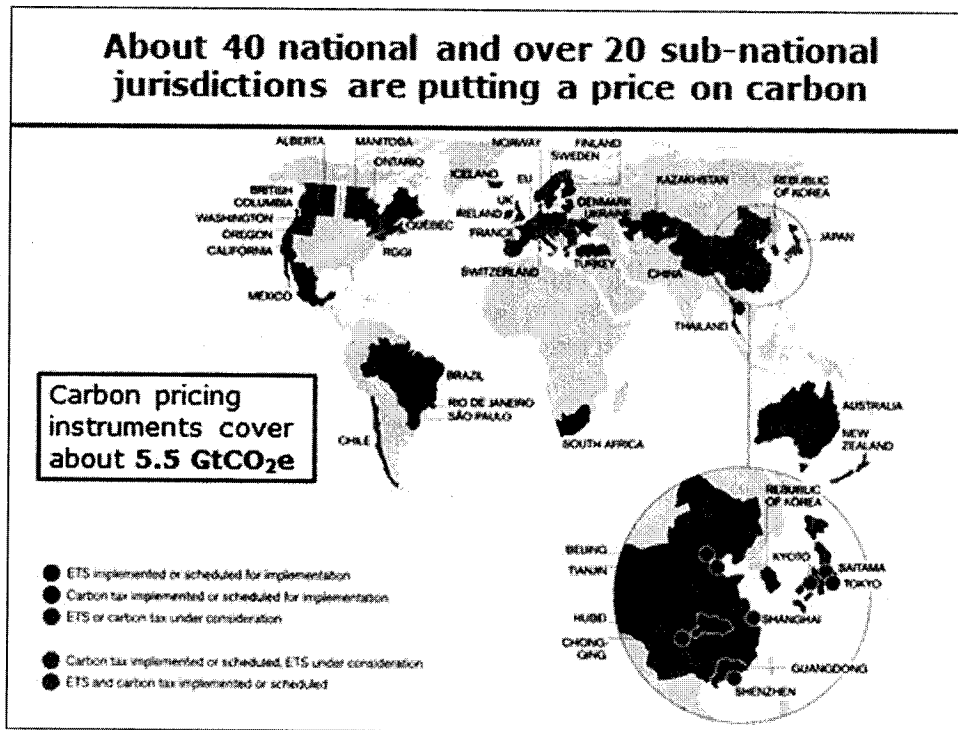 About 40 national and over 20 sub-national
jurisdictions are putting a price on carbon
ALBERTA
MANITOBA
ONTARIO
NORWAY
FINLAND
SWEDEN
ICELAND
EU
KAZAKHSTAN
REPUBLIC
OF KOREA
BRITISH
COLUMBIA
UK
DENMARK
UKRAINE
WASHINGTON
IRELAND
OREGON
QUÉBEC
FRANCE
JAPAN
CALIFORNIA
RGGI
SWITZERLAND
TURKEY
CHINA
MEXICO
THAILAND
BRAZIL
Carbon pricing
instruments cover
about 5.5 GtCO₂e
RIO DE JANEIRO
SÃO PAULO
AUSTRALIA
CHILE
SOUTH AFRICA
NEW
ZEALAND
REPUBLIC
OF KOREA
BEIJING
TIANJIN
KYOTO
SAITAMA
TOKYO
HUBEI
SHANGHAI
CHONG-
QING
GUANGDONG
SHENZHEN
ETS implemented or scheduled for implementation
Carbon tax implemented or scheduled for implementation
ETS or carbon tax under consideration
Carbon tax implemented or scheduled, ETS under consideration
ETS and carbon tax implemented or scheduled